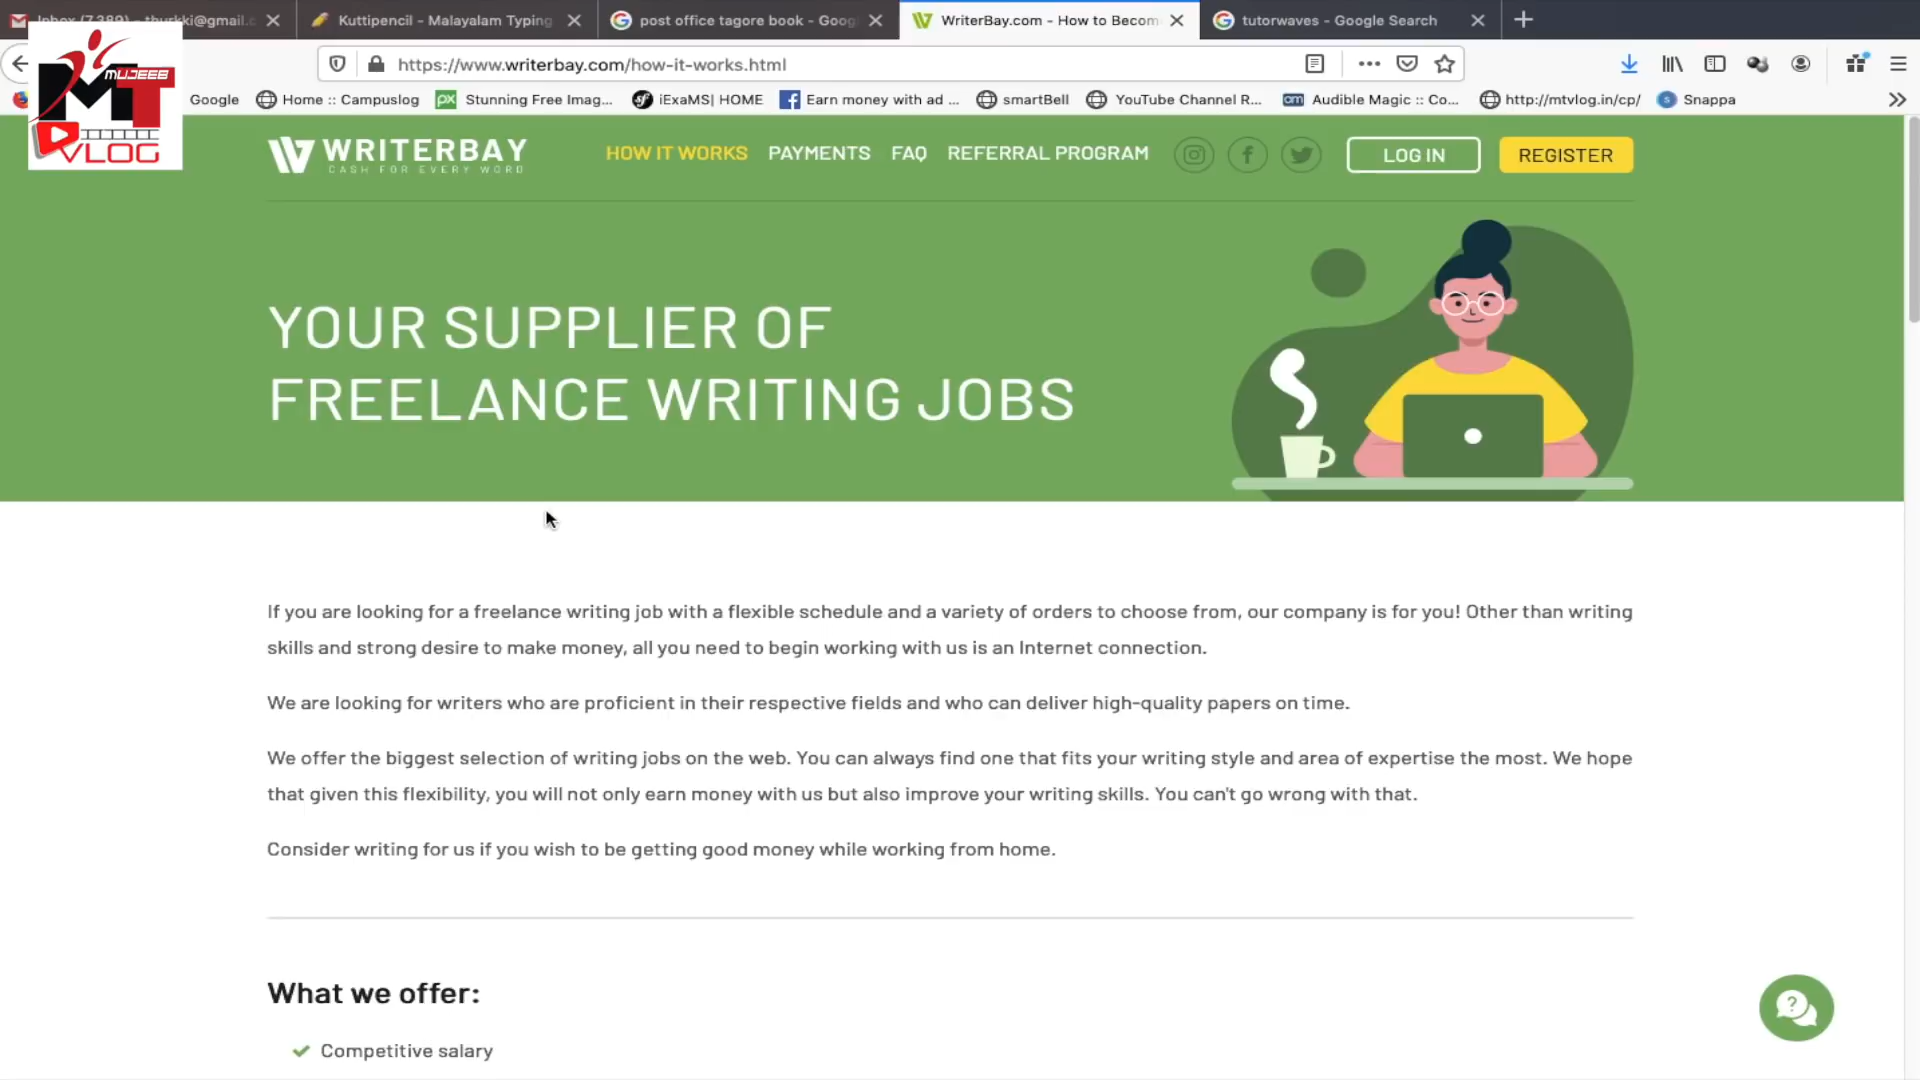 Inbox (7,389) - thurkki@gmail.c
Kuttipencil - Malayalam Typing
post office tagore book - Goog
WriterBay.com - How to Becom
tutorwaves - Google Search
https://www.writerbay.com/how-it-works.html
Google
Home :: Campuslog
px
Stunning Free Imag...
iExaMS| HOME
Earn money with ad ...
smartBell
YouTube Channel R...
am
Audible Magic :: Co...
http://mtvlog.in/cp/
S
Snappa
MUJEEB
MT
VLOG
WRITERBAY
CASH FOR EVERY WORD
HOW IT WORKS
PAYMENTS
FAQ
REFERRAL PROGRAM
LOG IN
REGISTER
YOUR SUPPLIER OF
FREELANCE WRITING JOBS
If you are looking for a freelance writing job with a flexible schedule and a variety of orders to choose from, our company is for you! Other than writing
skills and strong desire to make money, all you need to begin working with us is an Internet connection.
We are looking for writers who are proficient in their respective fields and who can deliver high-quality papers on time.
We offer the biggest selection of writing jobs on the web. You can always find one that fits your writing style and area of expertise the most. We hope
that given this flexibility, you will not only earn money with us but also improve your writing skills. You can't go wrong with that.
Consider writing for us if you wish to be getting good money while working from home.
What we offer:
Competitive salary